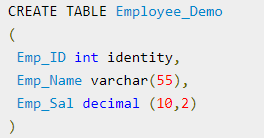 CREATE TABLE Employee_Demo
(
 Emp_ID int identity,
 Emp_Name varchar(55),
 Emp_Sal decimal (10,2)
)